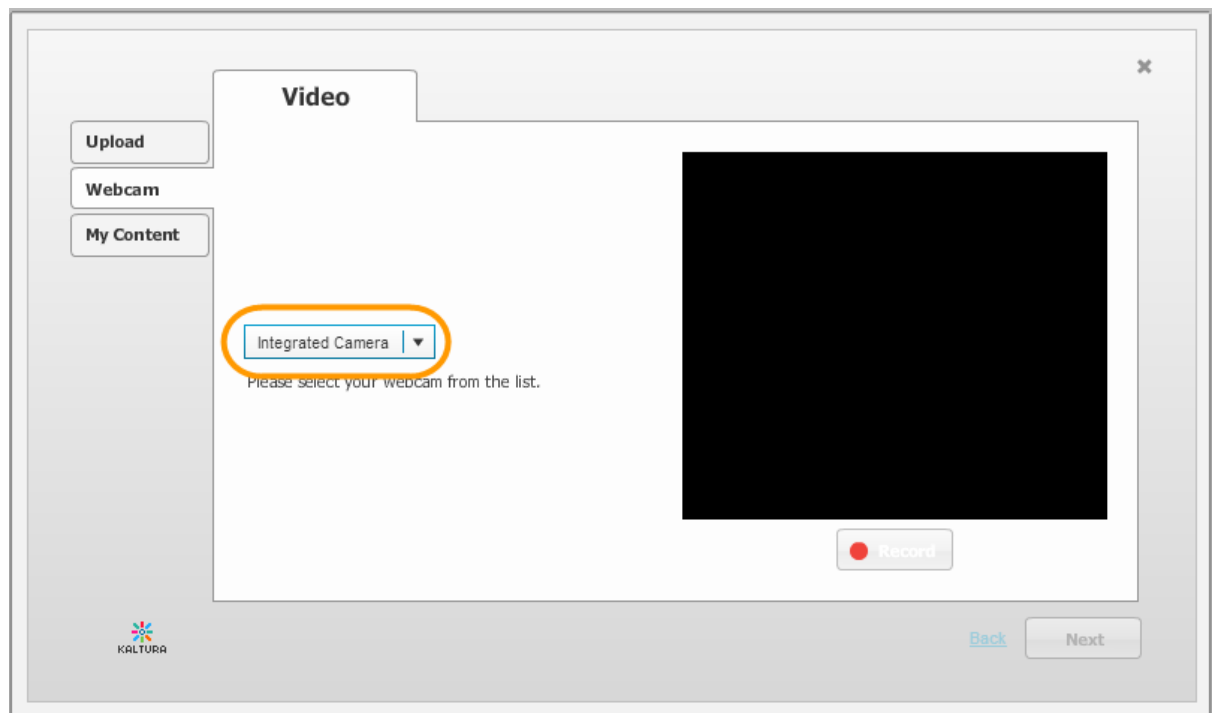 Video
Upload
Webcam
My Content
Integrated Camera
Please select your webcam from the list.
Record
KALTURA
Back
Next